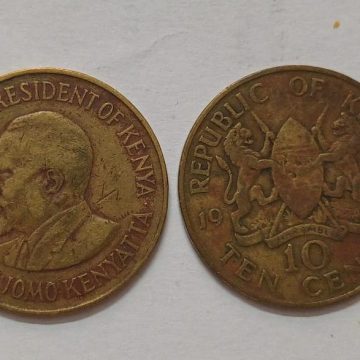 RESIDENT OF KENYA
JOMO KENYATTA
REPUBLIC OF
19
10
TEN CEN